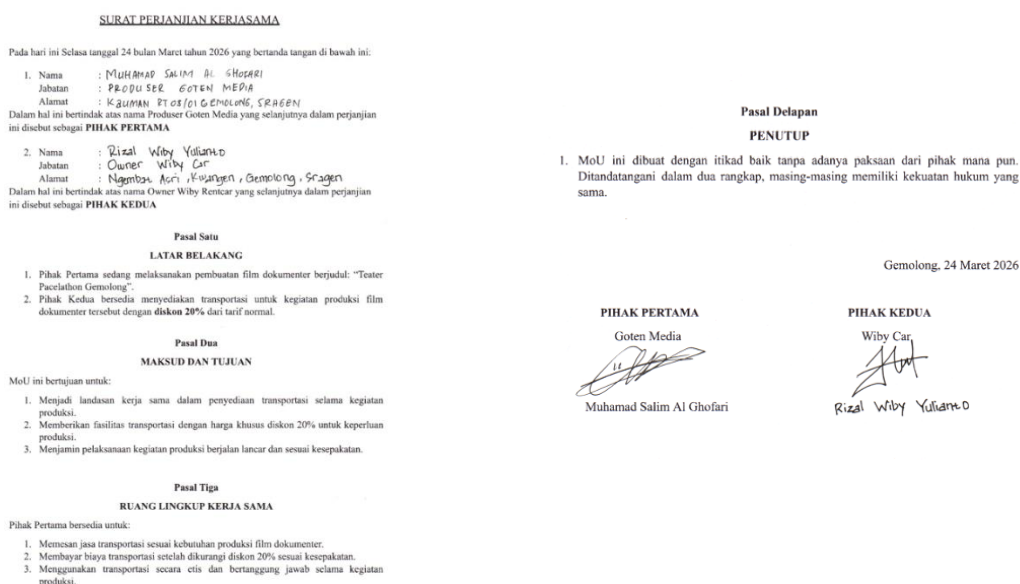 SURAT PERJANJIAN KERJASAMA
Pada hari ini Selasa tanggal 24 bulan Maret tahun 2026 yang bertanda tangan di bawah ini:
1. Nama : MUHAMAD SALIM AL GHOFARI
Jabatan : PRODUSER GOTEN MEDIA
Alamat : KAUMAN RT 03/01 GEMOLONG, SRAGEN
Dalam hal ini bertindak atas nama Produser Goten Media yang selanjutnya dalam perjanjian
ini disebut sebagai PIHAK PERTAMA
2. Nama : Rizal Wiby Yulianto
Jabatan : Owner Wiby Car
Alamat : Ngembat Asri, Kwangen, Gemolong, Sragen
Dalam hal ini bertindak atas nama Owner Wiby Rentcar yang selanjutnya dalam perjanjian
ini disebut sebagai PIHAK KEDUA
Pasal Satu
LATAR BELAKANG
1. Pihak Pertama sedang melaksanakan pembuatan film dokumenter berjudul: “Teater
Pacelathon Gemolong”.
2. Pihak Kedua bersedia menyediakan transportasi untuk kegiatan produksi film
dokumenter tersebut dengan diskon 20% dari tarif normal.
Pasal Dua
MAKSUD DAN TUJUAN
MoU ini bertujuan untuk:
1. Menjadi landasan kerja sama dalam penyediaan transportasi selama kegiatan
produksi.
2. Memberikan fasilitas transportasi dengan harga khusus diskon 20% untuk keperluan
produksi.
3. Menjamin pelaksanaan kegiatan produksi berjalan lancar dan sesuai kesepakatan.
Pasal Tiga
RUANG LINGKUP KERJA SAMA
Pihak Pertama bersedia untuk:
1. Memesan jasa transportasi sesuai kebutuhan produksi film dokumenter.
2. Membayar biaya transportasi setelah dikurangi diskon 20% sesuai kesepakatan.
3. Menggunakan transportasi secara etis dan bertanggung jawab selama kegiatan
produksi.
Pasal Delapan
PENUTUP
1. MoU ini dibuat dengan itikad baik tanpa adanya paksaan dari pihak mana pun.
Ditandatangani dalam dua rangkap, masing-masing memiliki kekuatan hukum yang
sama.
Gemolong, 24 Maret 2026
PIHAK PERTAMA
Goten Media
Muhamad Salim Al Ghofari
PIHAK KEDUA
Wiby Car
Rizal Wiby Yulianto